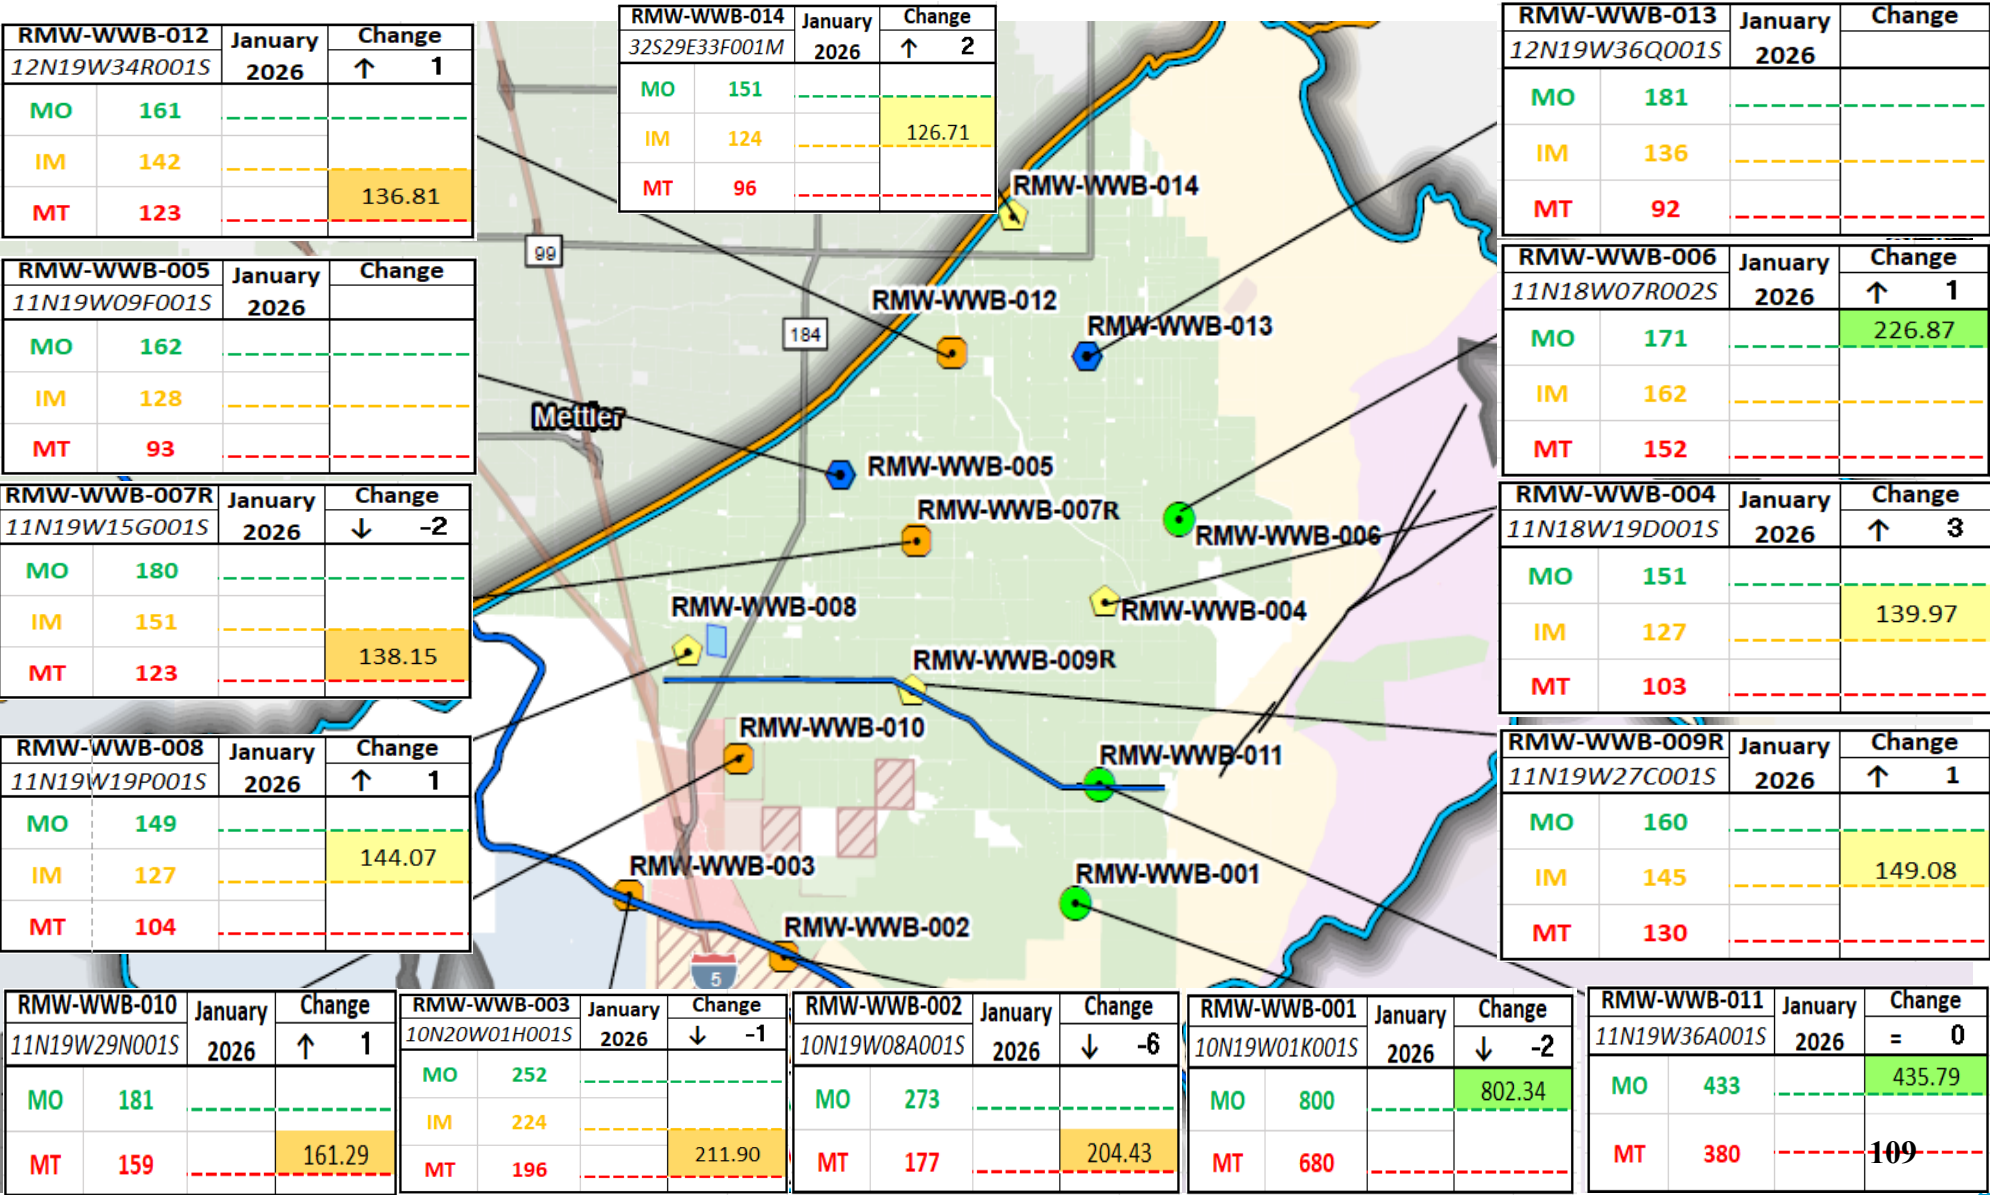 RMW-WWB-012 January 2026 Change
12N19W34R001S ↑ 1
MO 161
IM 142
MT 123 136.81
RMW-WWB-014 January 2026 Change
32S29E33F001M ↑ 2
MO 151
IM 124 126.71
MT 96
RMW-WWB-013 January 2026 Change
12N19W36Q001S
MO 181
IM 136
MT 92
RMW-WWB-005 January 2026 Change
11N19W09F001S
MO 162
IM 128
MT 93
RMW-WWB-006 January 2026 Change
11N18W07R002S ↑ 1
MO 171 226.87
IM 162
MT 152
RMW-WWB-007R January 2026 Change
11N19W15G001S ↓ -2
MO 180
IM 151
MT 123 138.15
RMW-WWB-004 January 2026 Change
11N18W19D001S ↑ 3
MO 151
IM 127 139.97
MT 103
RMW-WWB-008 January 2026 Change
11N19W19P001S ↑ 1
MO 149
IM 127 144.07
MT 104
RMW-WWB-009R January 2026 Change
11N19W27C001S ↑ 1
MO 160
IM 145 149.08
MT 130
RMW-WWB-014
99
RMW-WWB-012
RMW-WWB-013
184
Mettler
RMW-WWB-005
RMW-WWB-007R
RMW-WWB-006
RMW-WWB-008
RMW-WWB-004
RMW-WWB-009R
RMW-WWB-010
RMW-WWB-011
RMW-WWB-003
RMW-WWB-001
RMW-WWB-002
5
RMW-WWB-010 January 2026 Change
11N19W29N001S ↑ 1
MO 181
MT 159 161.29
RMW-WWB-003 January 2026 Change
10N20W01H001S ↓ -1
MO 252
IM 224
MT 196 211.90
RMW-WWB-002 January 2026 Change
10N19W08A001S ↓ -6
MO 273
MT 177 204.43
RMW-WWB-001 January 2026 Change
10N19W01K001S ↓ -2
MO 800 802.34
MT 680
RMW-WWB-011 January 2026 Change
11N19W36A001S = 0
MO 433 435.79
MT 380
109